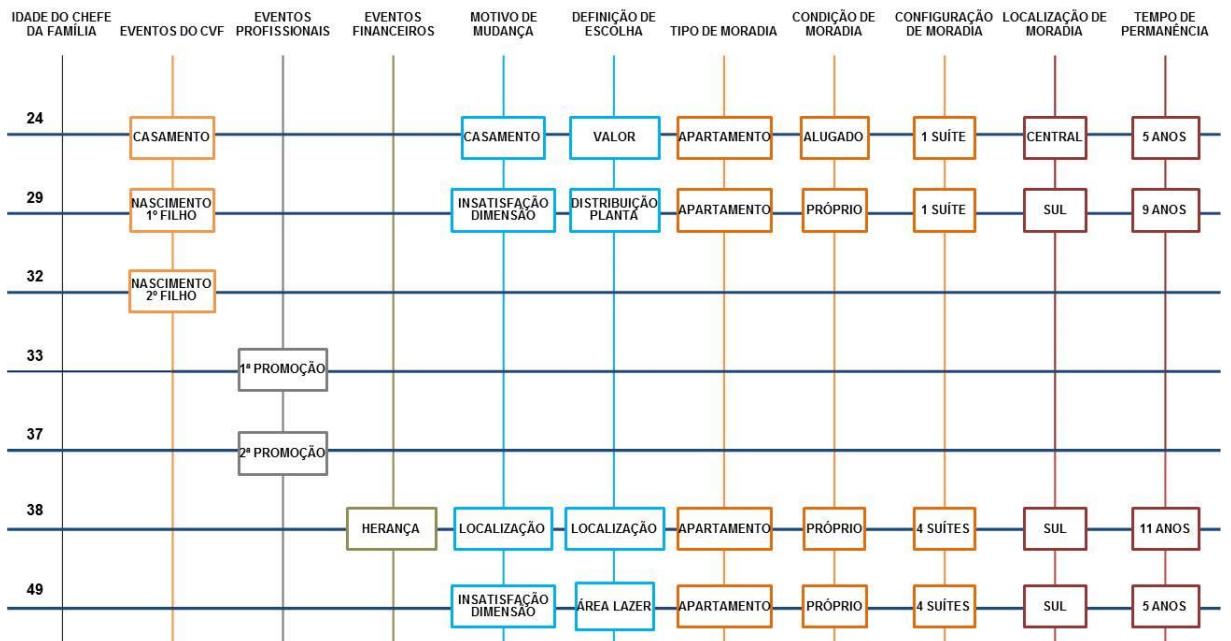 IDADE DO CHEFE
DA FAMÍLIA
EVENTOS DO CVF
EVENTOS
PROFISSIONAIS
EVENTOS
FINANCEIROS
MOTIVO DE
MUDANÇA
DEFINIÇÃO DE
ESCOLHA
TIPO DE MORADIA
CONDIÇÃO DE
MORADIA
CONFIGURAÇÃO
DE MORADIA
LOCALIZAÇÃO DE
MORADIA
TEMPO DE
PERMANÊNCIA
24
CASAMENTO
CASAMENTO
VALOR
APARTAMENTO
ALUGADO
1 SUÍTE
CENTRAL
5 ANOS
29
NASCIMENTO
1º FILHO
INSATISFAÇÃO
DIMENSÃO
DISTRIBUIÇÃO
PLANTA
APARTAMENTO
PRÓPRIO
1 SUÍTE
SUL
9 ANOS
32
NASCIMENTO
2º FILHO
33
1ª PROMOÇÃO
37
2ª PROMOÇÃO
38
HERANÇA
LOCALIZAÇÃO
LOCALIZAÇÃO
APARTAMENTO
PRÓPRIO
4 SUÍTES
SUL
11 ANOS
49
INSATISFAÇÃO
DIMENSÃO
ÁREA LAZER
APARTAMENTO
PRÓPRIO
4 SUÍTES
SUL
5 ANOS